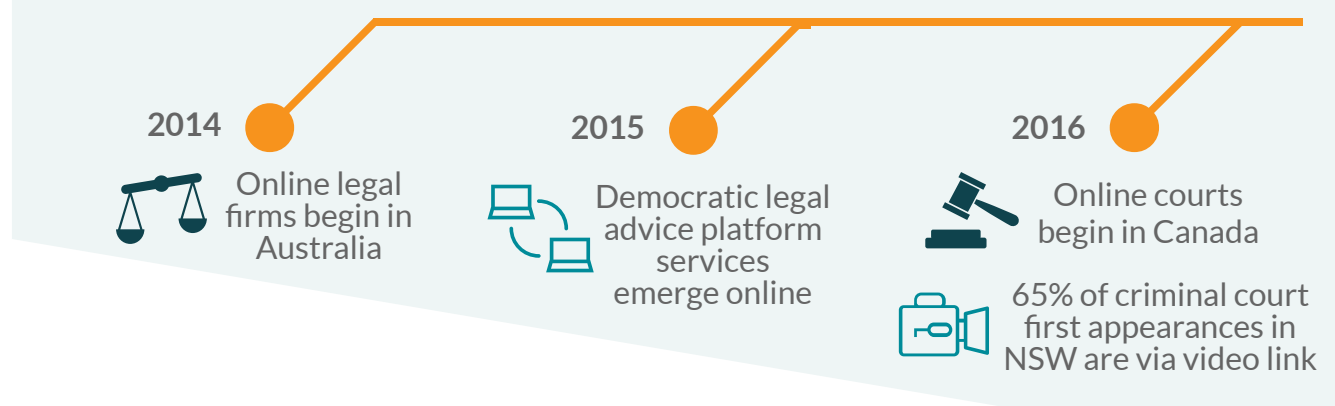 2014
Online legal
firms begin in
Australia
2015
Democratic legal
advice platform
services
emerge online
2016
Online courts
begin in Canada
65% of criminal court
first appearances in
NSW are via video link